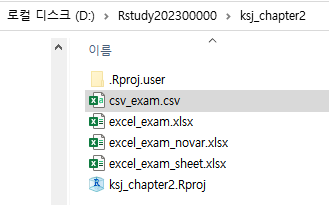 로컬 디스크 (D:) > Rstudy202300000 > ksj_chapter2
이름
.Rproj.user
csv_exam.csv
excel_exam.xlsx
excel_exam_novar.xlsx
excel_exam_sheet.xlsx
ksj_chapter2.Rproj